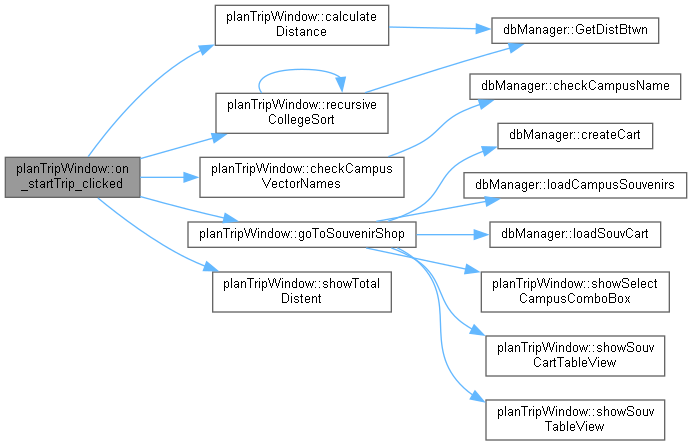 planTripWindow::on
_startTrip_clicked
planTripWindow::calculate
Distance
planTripWindow::recursive
CollegeSort
planTripWindow::checkCampus
VectorNames
planTripWindow::goToSouvenirShop
planTripWindow::showTotal
Distent
dbManager::GetDistBtwn
dbManager::checkCampusName
dbManager::createCart
dbManager::loadCampusSouvenirs
dbManager::loadSouvCart
planTripWindow::showSelect
CampusComboBox
planTripWindow::showSouv
CartTableView
planTripWindow::showSouv
TableView